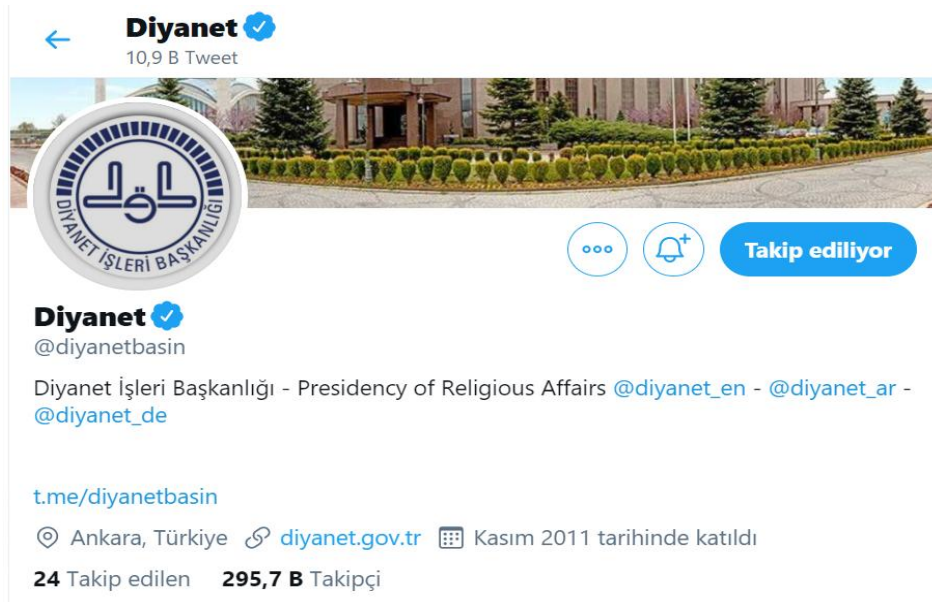 Diyanet
10,9 B Tweet
DİYANET İŞLERİ BAŞKANLIĞI
Takip ediliyor
Diyanet
@diyanetbasin
Diyanet İşleri Başkanlığı - Presidency of Religious Affairs @diyanet_en - @diyanet_ar -
@diyanet_de
t.me/diyanetbasin
Ankara, Türkiye diyanet.gov.tr Kasım 2011 tarihinde katıldı
24 Takip edilen 295,7 B Takipçi